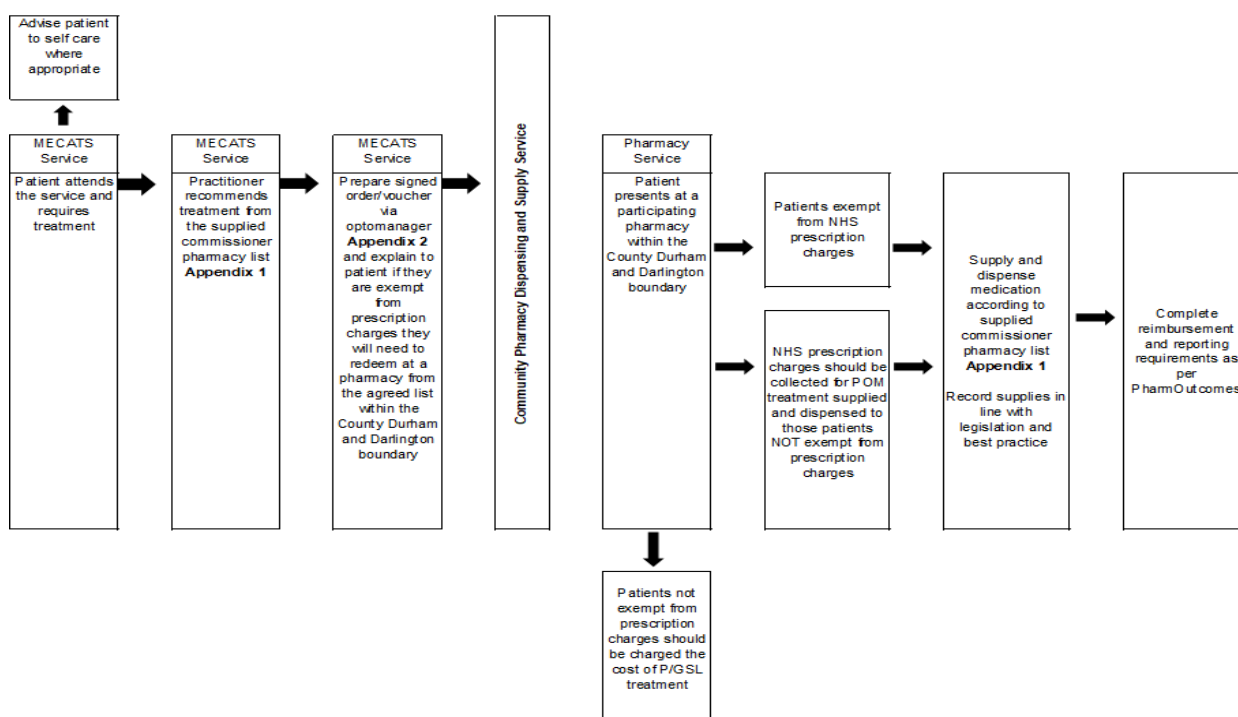 Advise patient
to self care
where
appropriate
MECATS
Service
Patient attends
the service and
requires
treatment
MECATS
Service
Practitioner
recommends
treatment from
the supplied
commissioner
pharmacy list
Appendix 1
MECATS
Service
Prepare signed
order/voucher
via
optomanager
Appendix 2
and explain to
patient if they
are exempt
from
prescription
charges they
will need to
redeem at a
pharmacy from
the agreed list
within the
County Durham
and Darlington
boundary
Community Pharmacy Dispensing and Supply Service
Pharmacy
Service
Patient
presents at a
participating
pharmacy
within the
County Durham
and Darlington
boundary
Patients not
exempt from
prescription
charges should
be charged the
cost of P/GSL
treatment
Patients exempt
from NHS
prescription
charges
NHS prescription
charges should be
collected for POM
treatment supplied
and dispensed to
those patients
NOT exempt from
prescription
charges
Supply and
dispense
medication
according to
supplied
commissioner
pharmacy list
Appendix 1
Record supplies in
line with
legislation and
best practice
Complete
reimbursement
and reporting
requirements as
per
PharmOutcomes